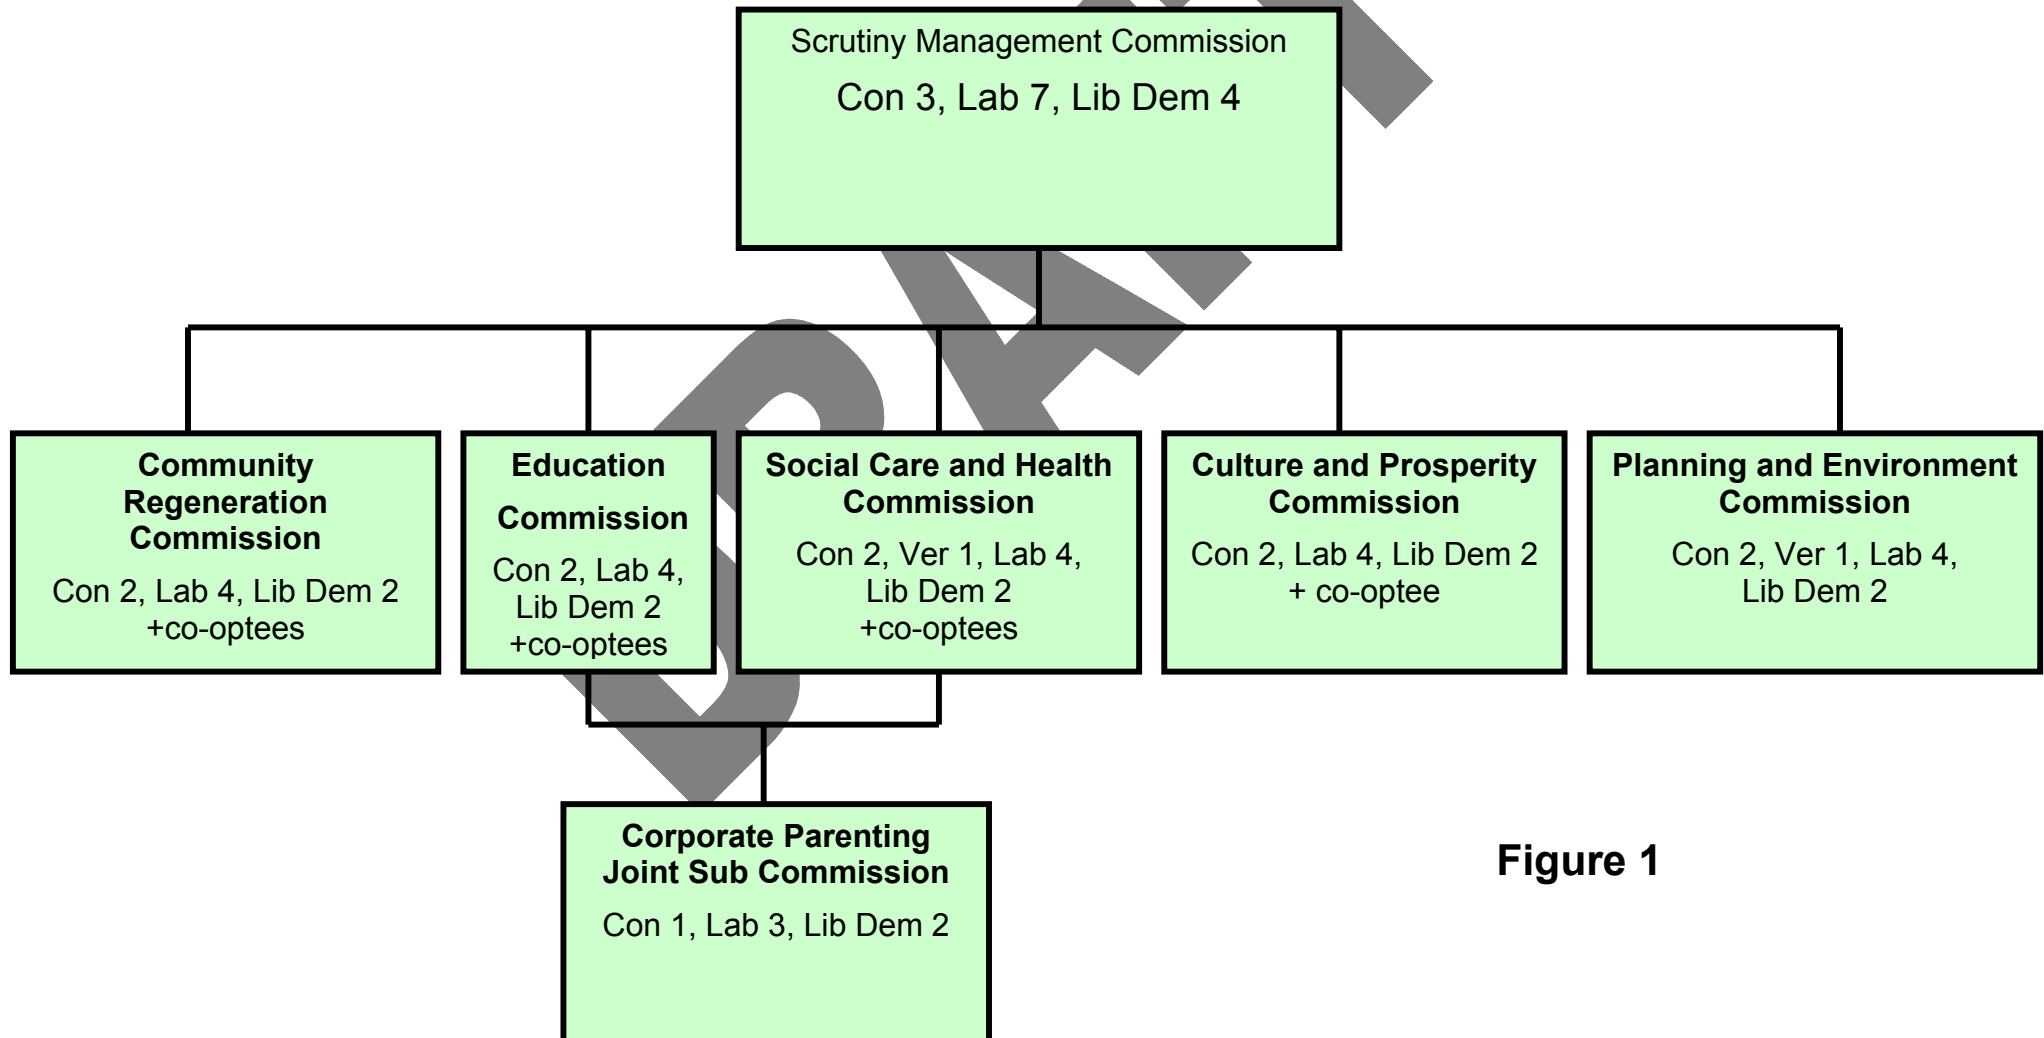 Scrutiny Management Commission
Con 3, Lab 7, Lib Dem 4
Community
Regeneration
Commission
Con 2, Lab 4, Lib Dem 2
+co-optees
Education
Commission
Con 2, Lab 4,
Lib Dem 2
+co-optees
Social Care and Health
Commission
Con 2, Ver 1, Lab 4,
Lib Dem 2
+co-optees
Culture and Prosperity
Commission
Con 2, Lab 4, Lib Dem 2
+ co-optee
Planning and Environment
Commission
Con 2, Ver 1, Lab 4,
Lib Dem 2
Corporate Parenting
Joint Sub Commission
Con 1, Lab 3, Lib Dem 2
Figure 1